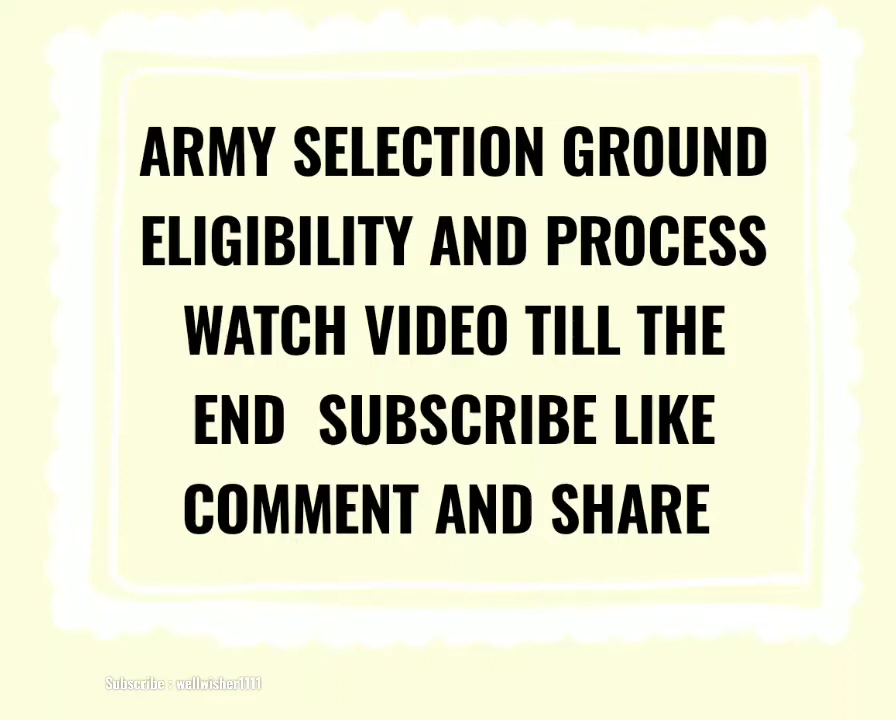 ARMY SELECTION GROUND
ELIGIBILITY AND PROCESS
WATCH VIDEO TILL THE
END  SUBSCRIBE LIKE
COMMENT AND SHARE
Subscribe : wellwisher1111